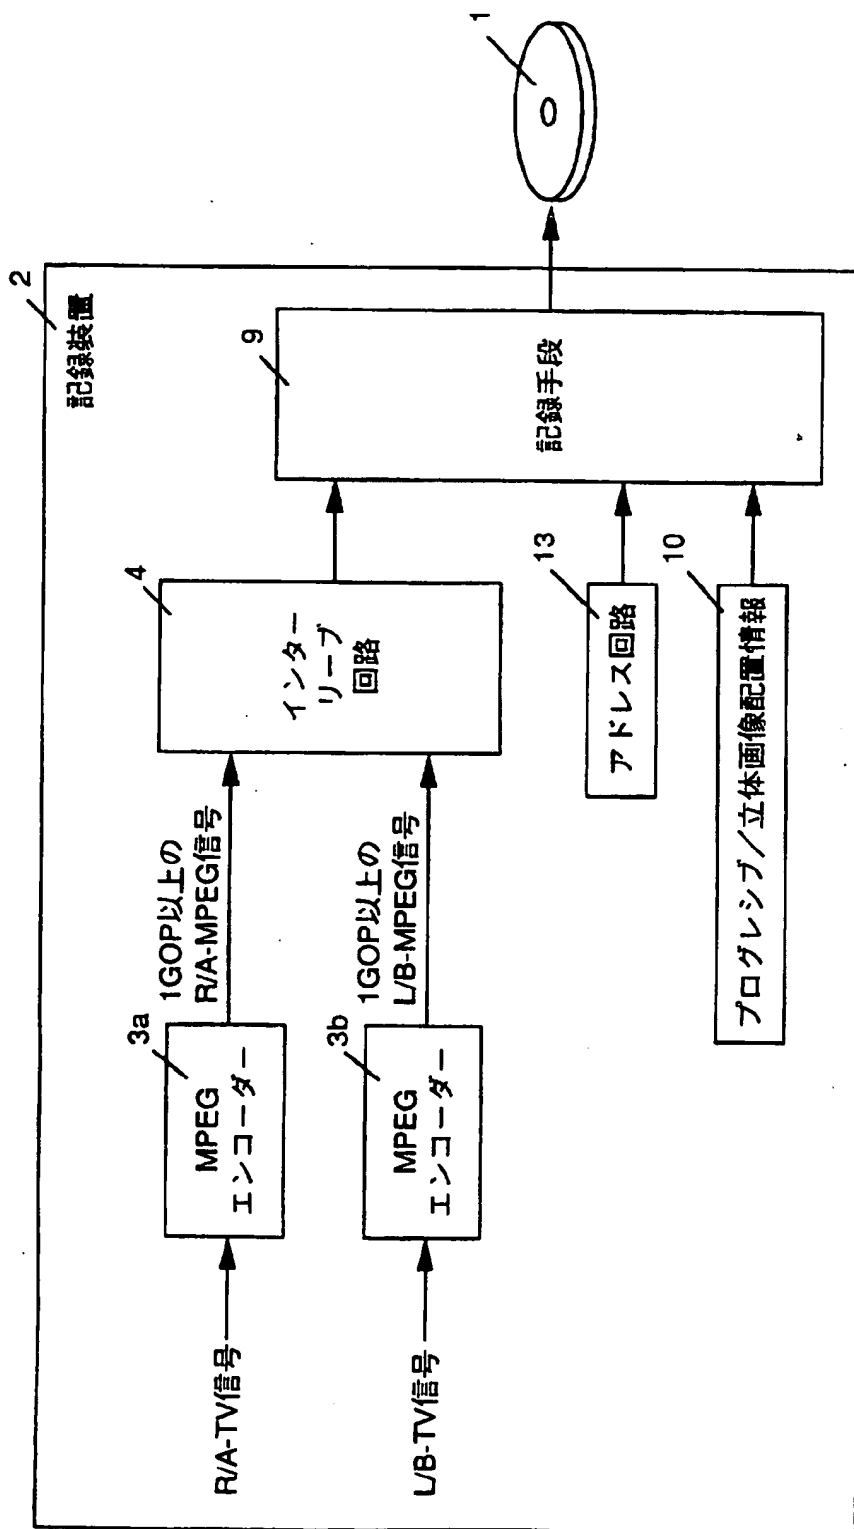 2
記録装置
R/A-TV信号
3a
MPEG
エンコーダー
1GOP以上の
R/A-MPEG信号
L/B-TV信号
3b
MPEG
エンコーダー
1GOP以上の
L/B-MPEG信号
4
インター
リーブ
回路
9
記録手段
1
13
アドレス回路
10
プログレシブ/立体画像配置情報